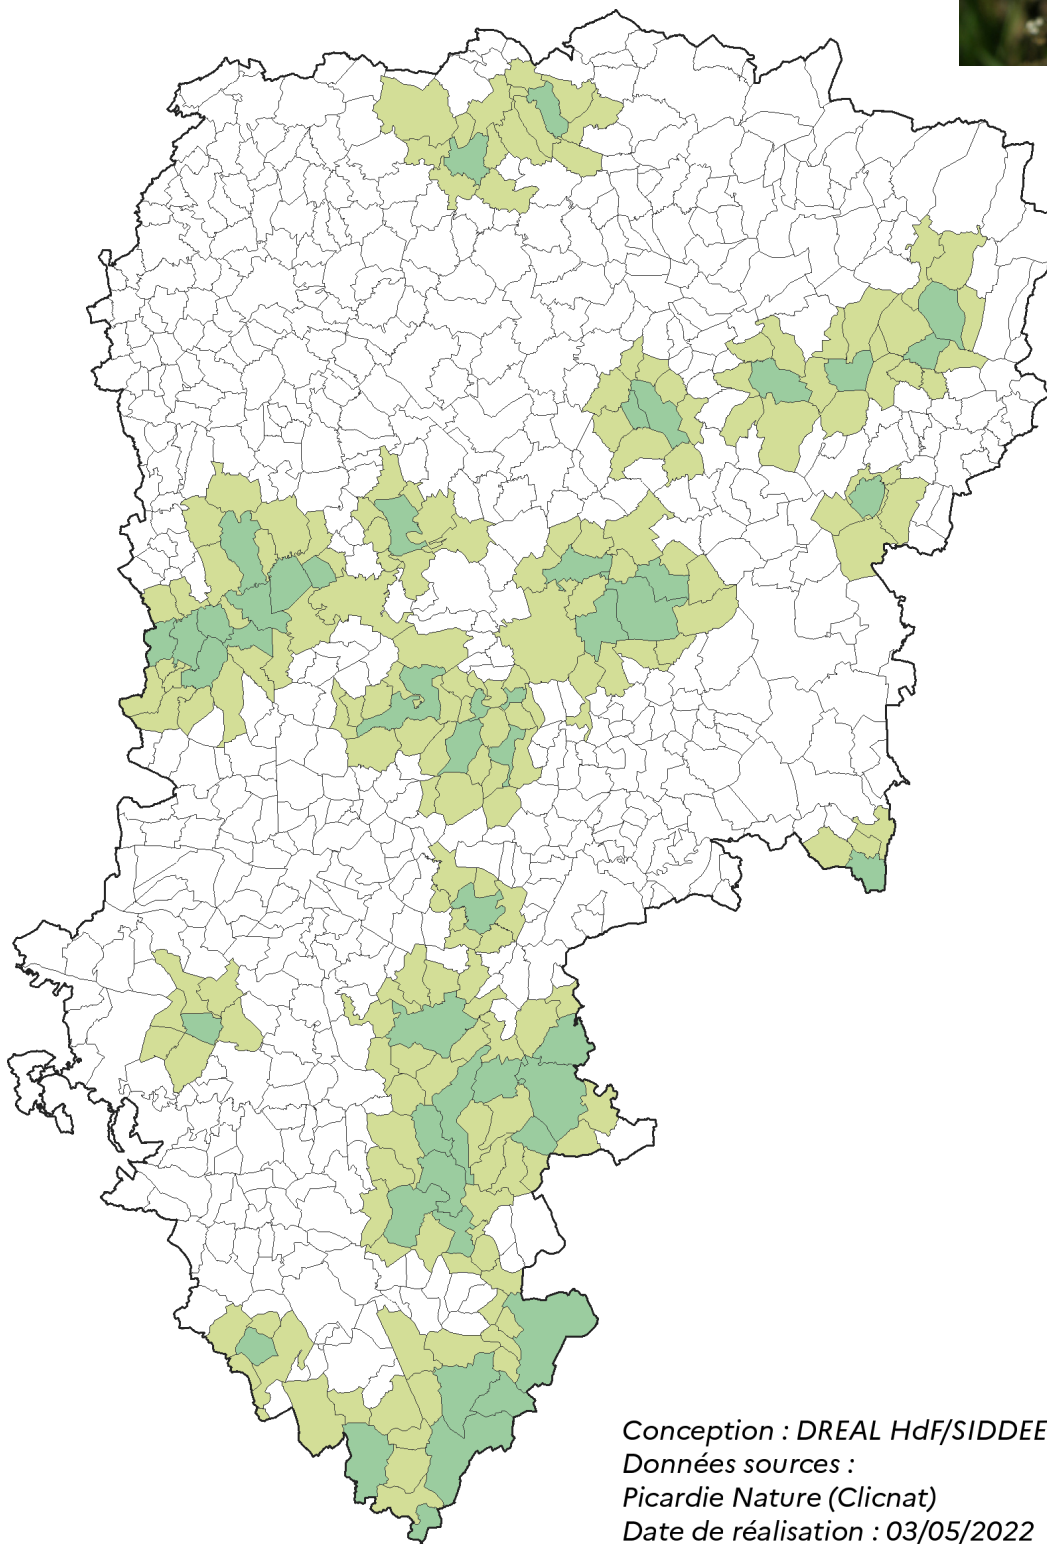 Conception : DREAL HdF/SIDDEE
Données sources :
Picardie Nature (Clicnat)
Date de réalisation : 03/05/2022